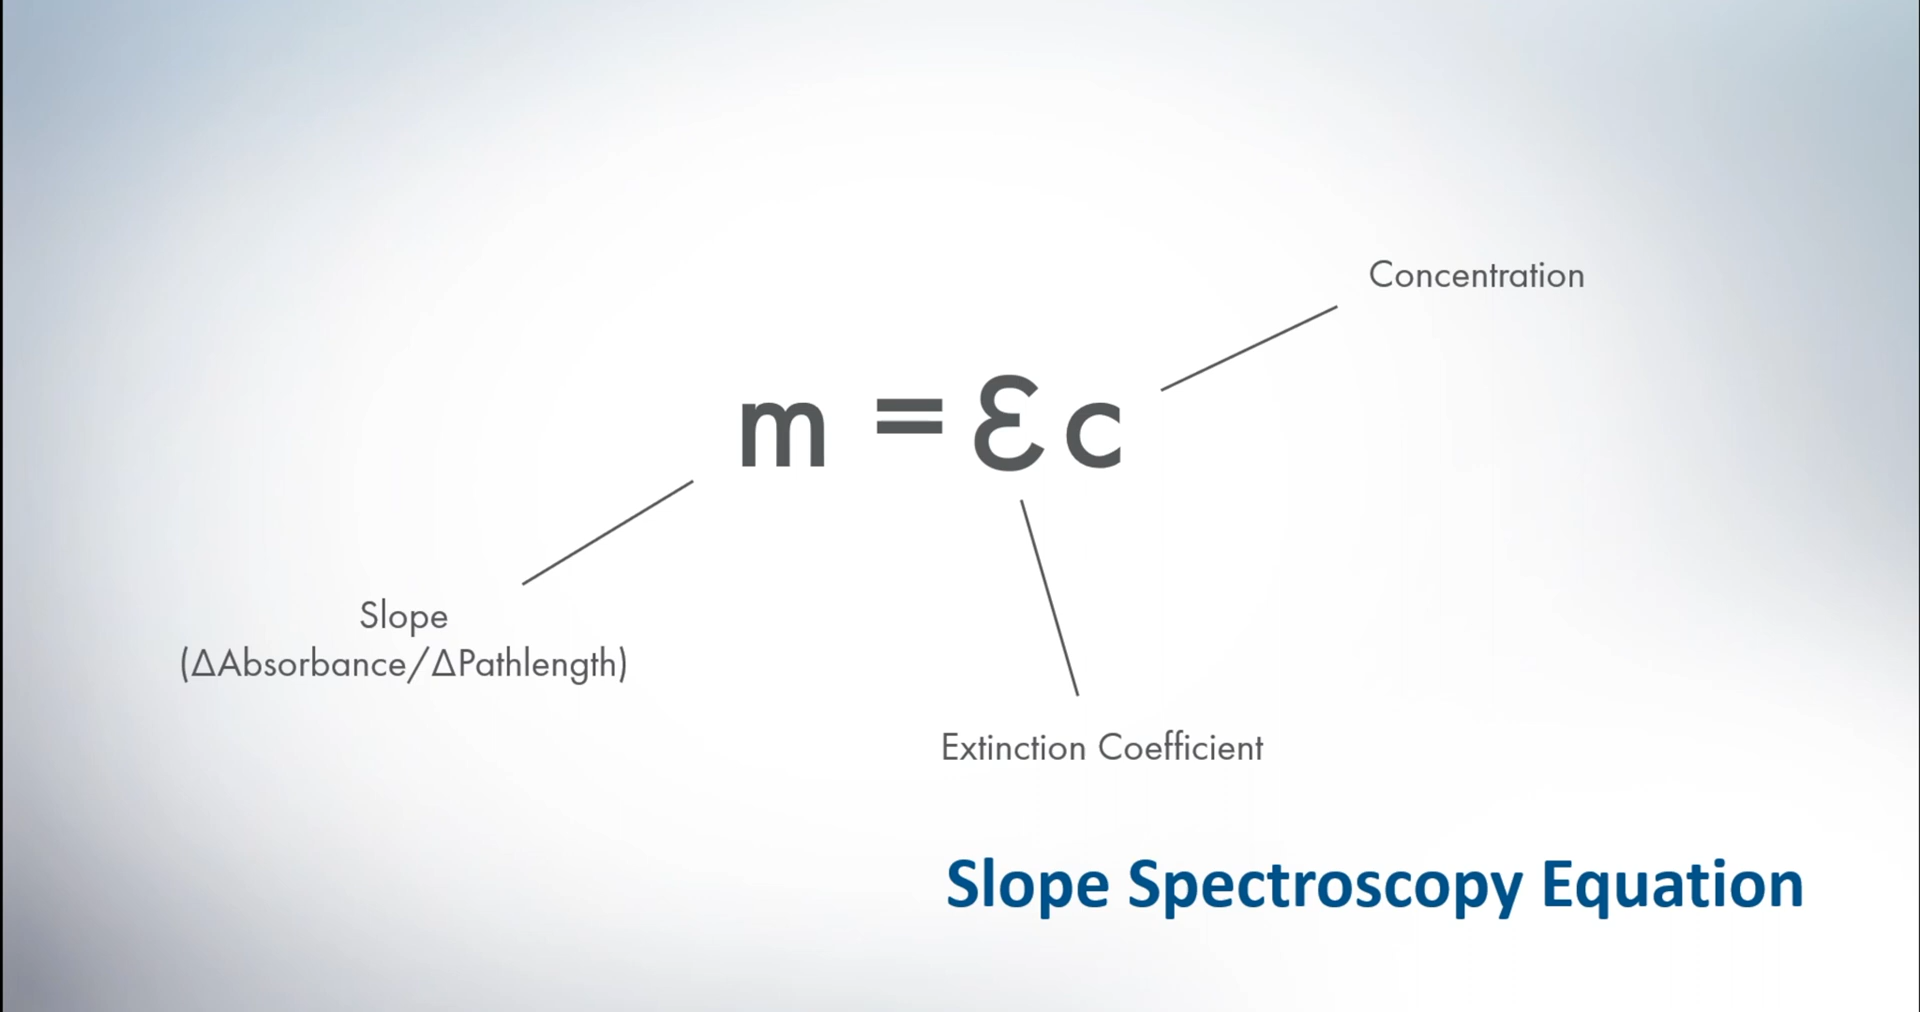 Concentration
m = Ɛc
Slope
(ΔAbsorbance/ΔPathlength)
Extinction Coefficient
Slope Spectroscopy Equation